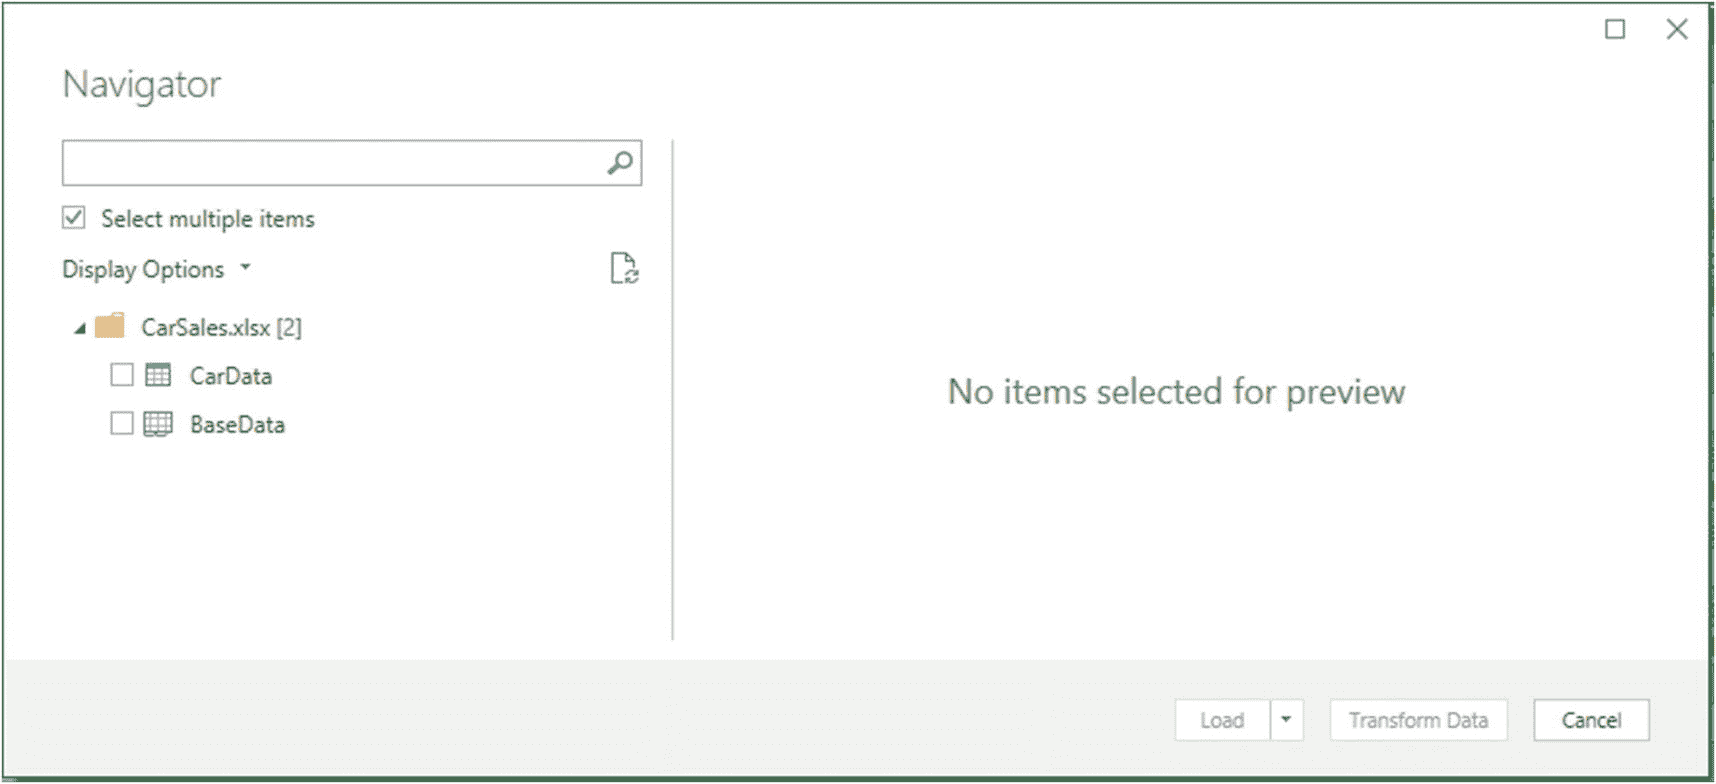 Navigator
Select multiple items
Display Options
CarSales.xlsx [2]
CarData
BaseData
No items selected for preview
Load
Transform Data
Cancel